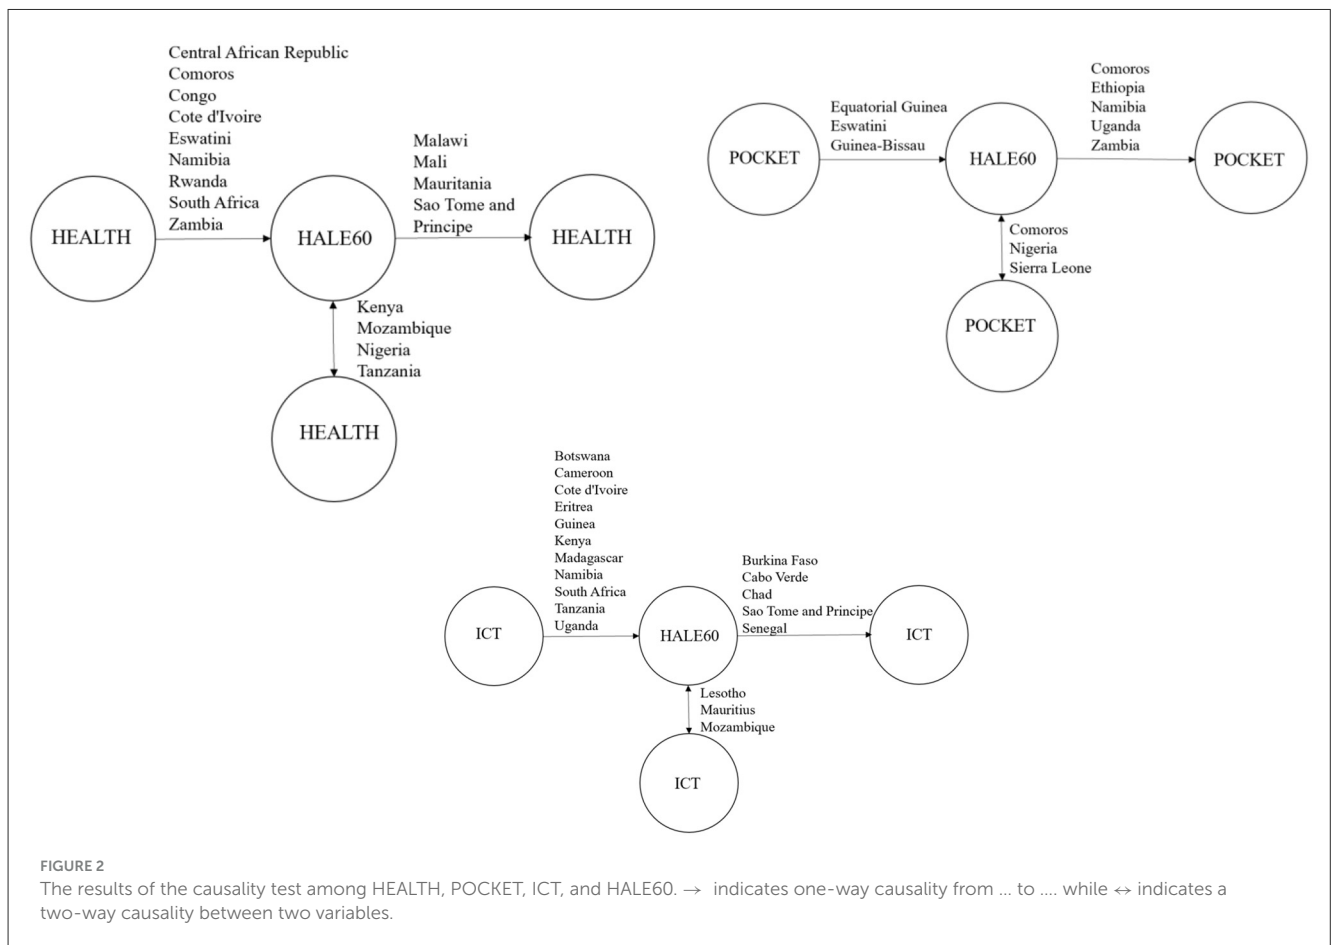 Central African Republic
Comoros
Congo
Cote d'Ivoire
Eswatini
Namibia
Rwanda
South Africa
Zambia
HEALTH
HALE60
Malawi
Mali
Mauritania
Sao Tome and
Principe
HEALTH
Kenya
Mozambique
Nigeria
Tanzania
HEALTH
POCKET
Equatorial Guinea
Eswatini
Guinea-Bissau
HALE60
Comoros
Ethiopia
Namibia
Uganda
Zambia
POCKET
Comoros
Nigeria
Sierra Leone
POCKET
Botswana
Cameroon
Cote d'Ivoire
Eritrea
Guinea
Kenya
Madagascar
Namibia
South Africa
Tanzania
Uganda
ICT
HALE60
Burkina Faso
Cabo Verde
Chad
Sao Tome and Principe
Senegal
ICT
Lesotho
Mauritius
Mozambique
ICT
FIGURE 2
The results of the causality test among HEALTH, POCKET, ICT, and HALE60. → indicates one-way causality from ... to .... while ↔ indicates a
two-way causality between two variables.